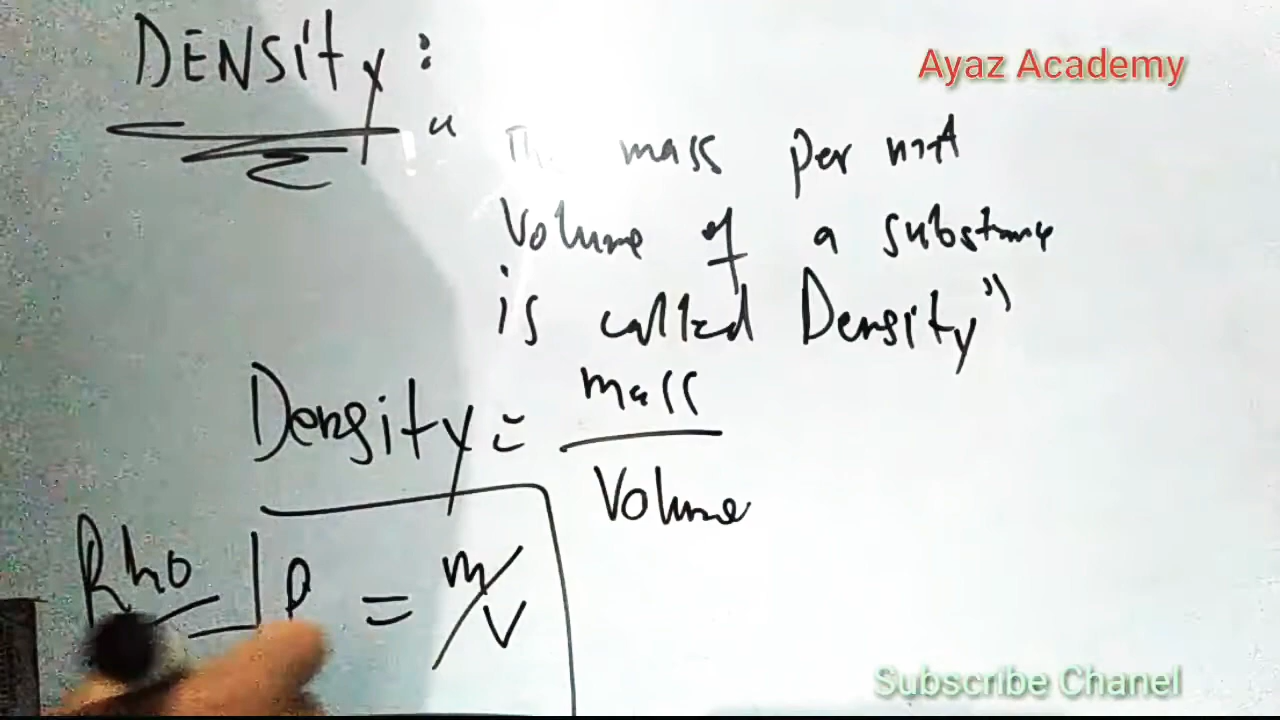 DENSity:
Ayaz Academy
" The mass per unit
Volume of a substance
is called Density"
Density = mass / Volume
Rho ρ = m/V
Subscribe Chanel